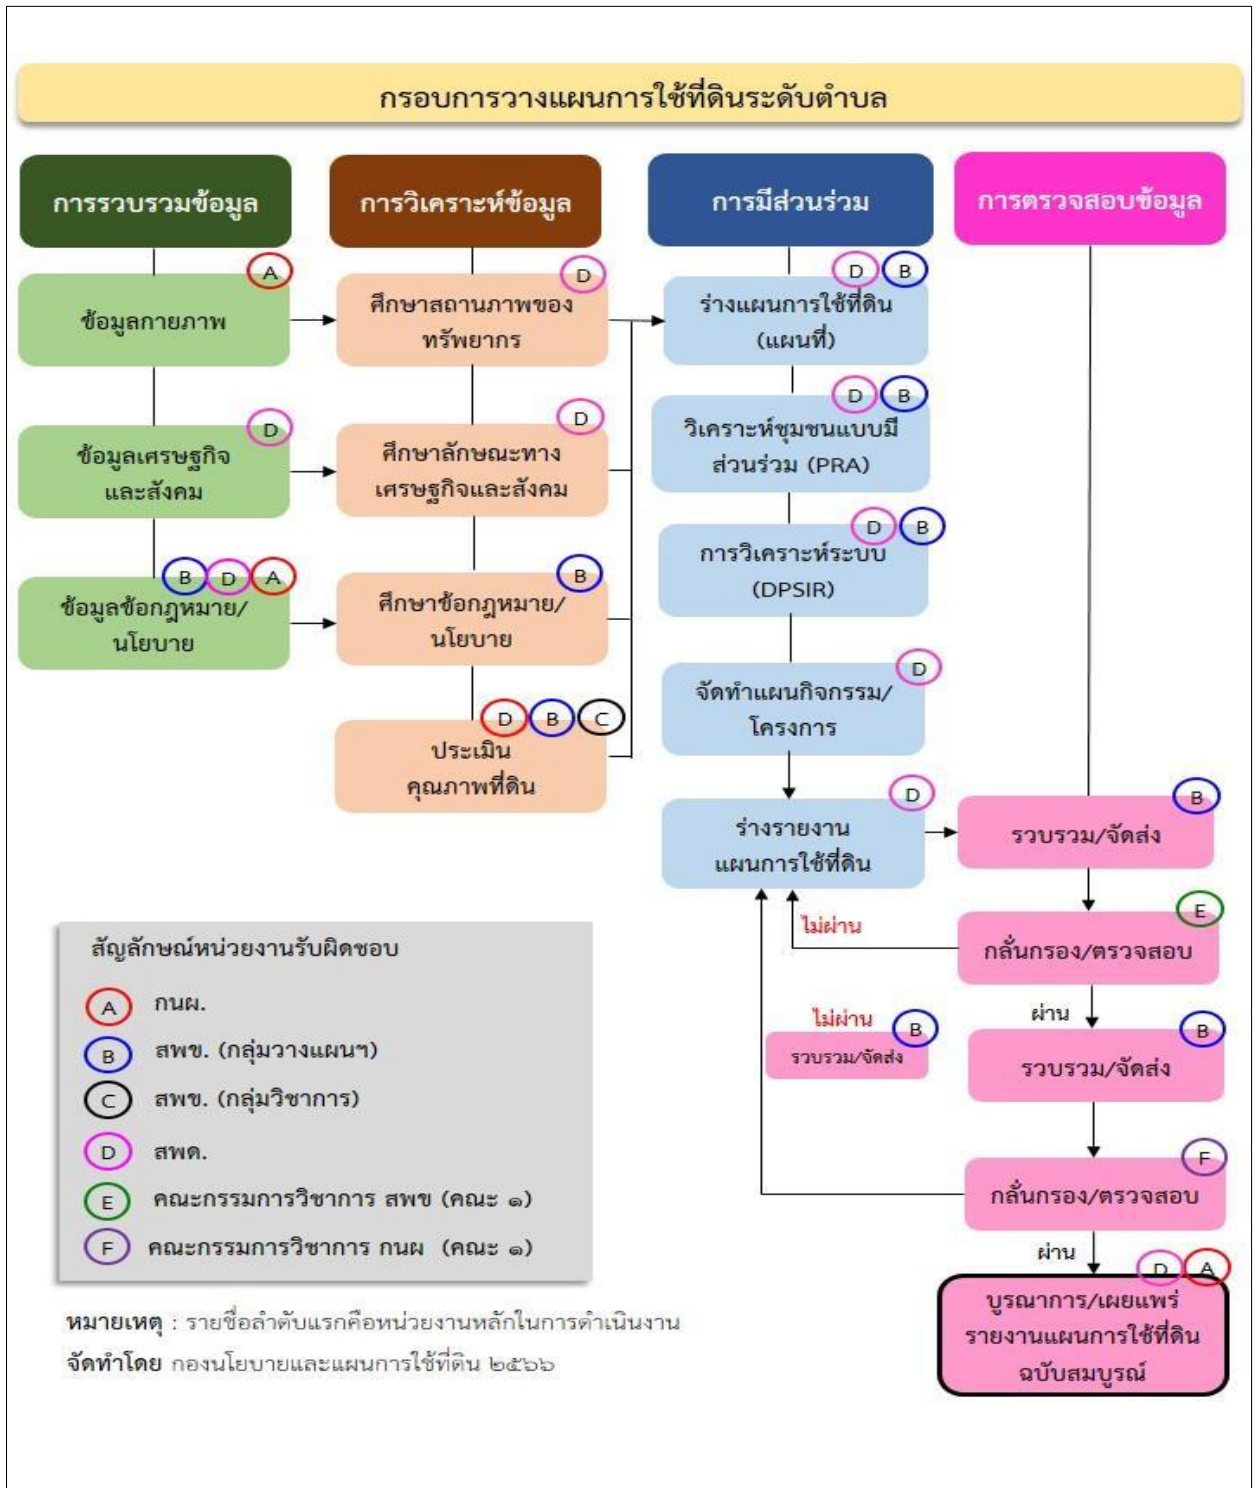 กรอบการวางแผนการใช้ที่ดินระดับตำบล
การรวบรวมข้อมูล
A
ข้อมูลกายภาพ
D
ข้อมูลเศรษฐกิจ
และสังคม
B D A
ข้อมูลข้อกฎหมาย/
นโยบาย
การวิเคราะห์ข้อมูล
D
ศึกษาสถานภาพของ
ทรัพยากร
D
ศึกษาลักษณะทาง
เศรษฐกิจและสังคม
B
ศึกษาข้อกฎหมาย/
นโยบาย
D B C
ประเมิน
คุณภาพที่ดิน
การมีส่วนร่วม
D B
ร่างแผนการใช้ที่ดิน
(แผนที่)
D B
วิเคราะห์ชุมชนแบบมี
ส่วนร่วม (PRA)
D B
การวิเคราะห์ระบบ
(DPSIR)
D
จัดทำแผนกิจกรรม/
โครงการ
D
ร่างรายงาน
แผนการใช้ที่ดิน
การตรวจสอบข้อมูล
B
รวบรวม/จัดส่ง
E
กลั่นกรอง/ตรวจสอบ
ไม่ผ่าน
ผ่าน
B
รวบรวม/จัดส่ง
ไม่ผ่าน
B
รวบรวม/จัดส่ง
F
กลั่นกรอง/ตรวจสอบ
ผ่าน
D A
บูรณาการ/เผยแพร่
รายงานแผนการใช้ที่ดิน
ฉบับสมบูรณ์
สัญลักษณ์หน่วยงานรับผิดชอบ
A กนผ.
B สพข. (กลุ่มวางแผนฯ)
C สพข. (กลุ่มวิชาการ)
D สพด.
E คณะกรรมการวิชาการ สพข (คณะ ๑)
F คณะกรรมการวิชาการ กนผ (คณะ ๑)
หมายเหตุ : รายชื่อลำดับแรกคือหน่วยงานหลักในการดำเนินงาน
จัดทำโดย กองนโยบายและแผนการใช้ที่ดิน ๒๕๖๖